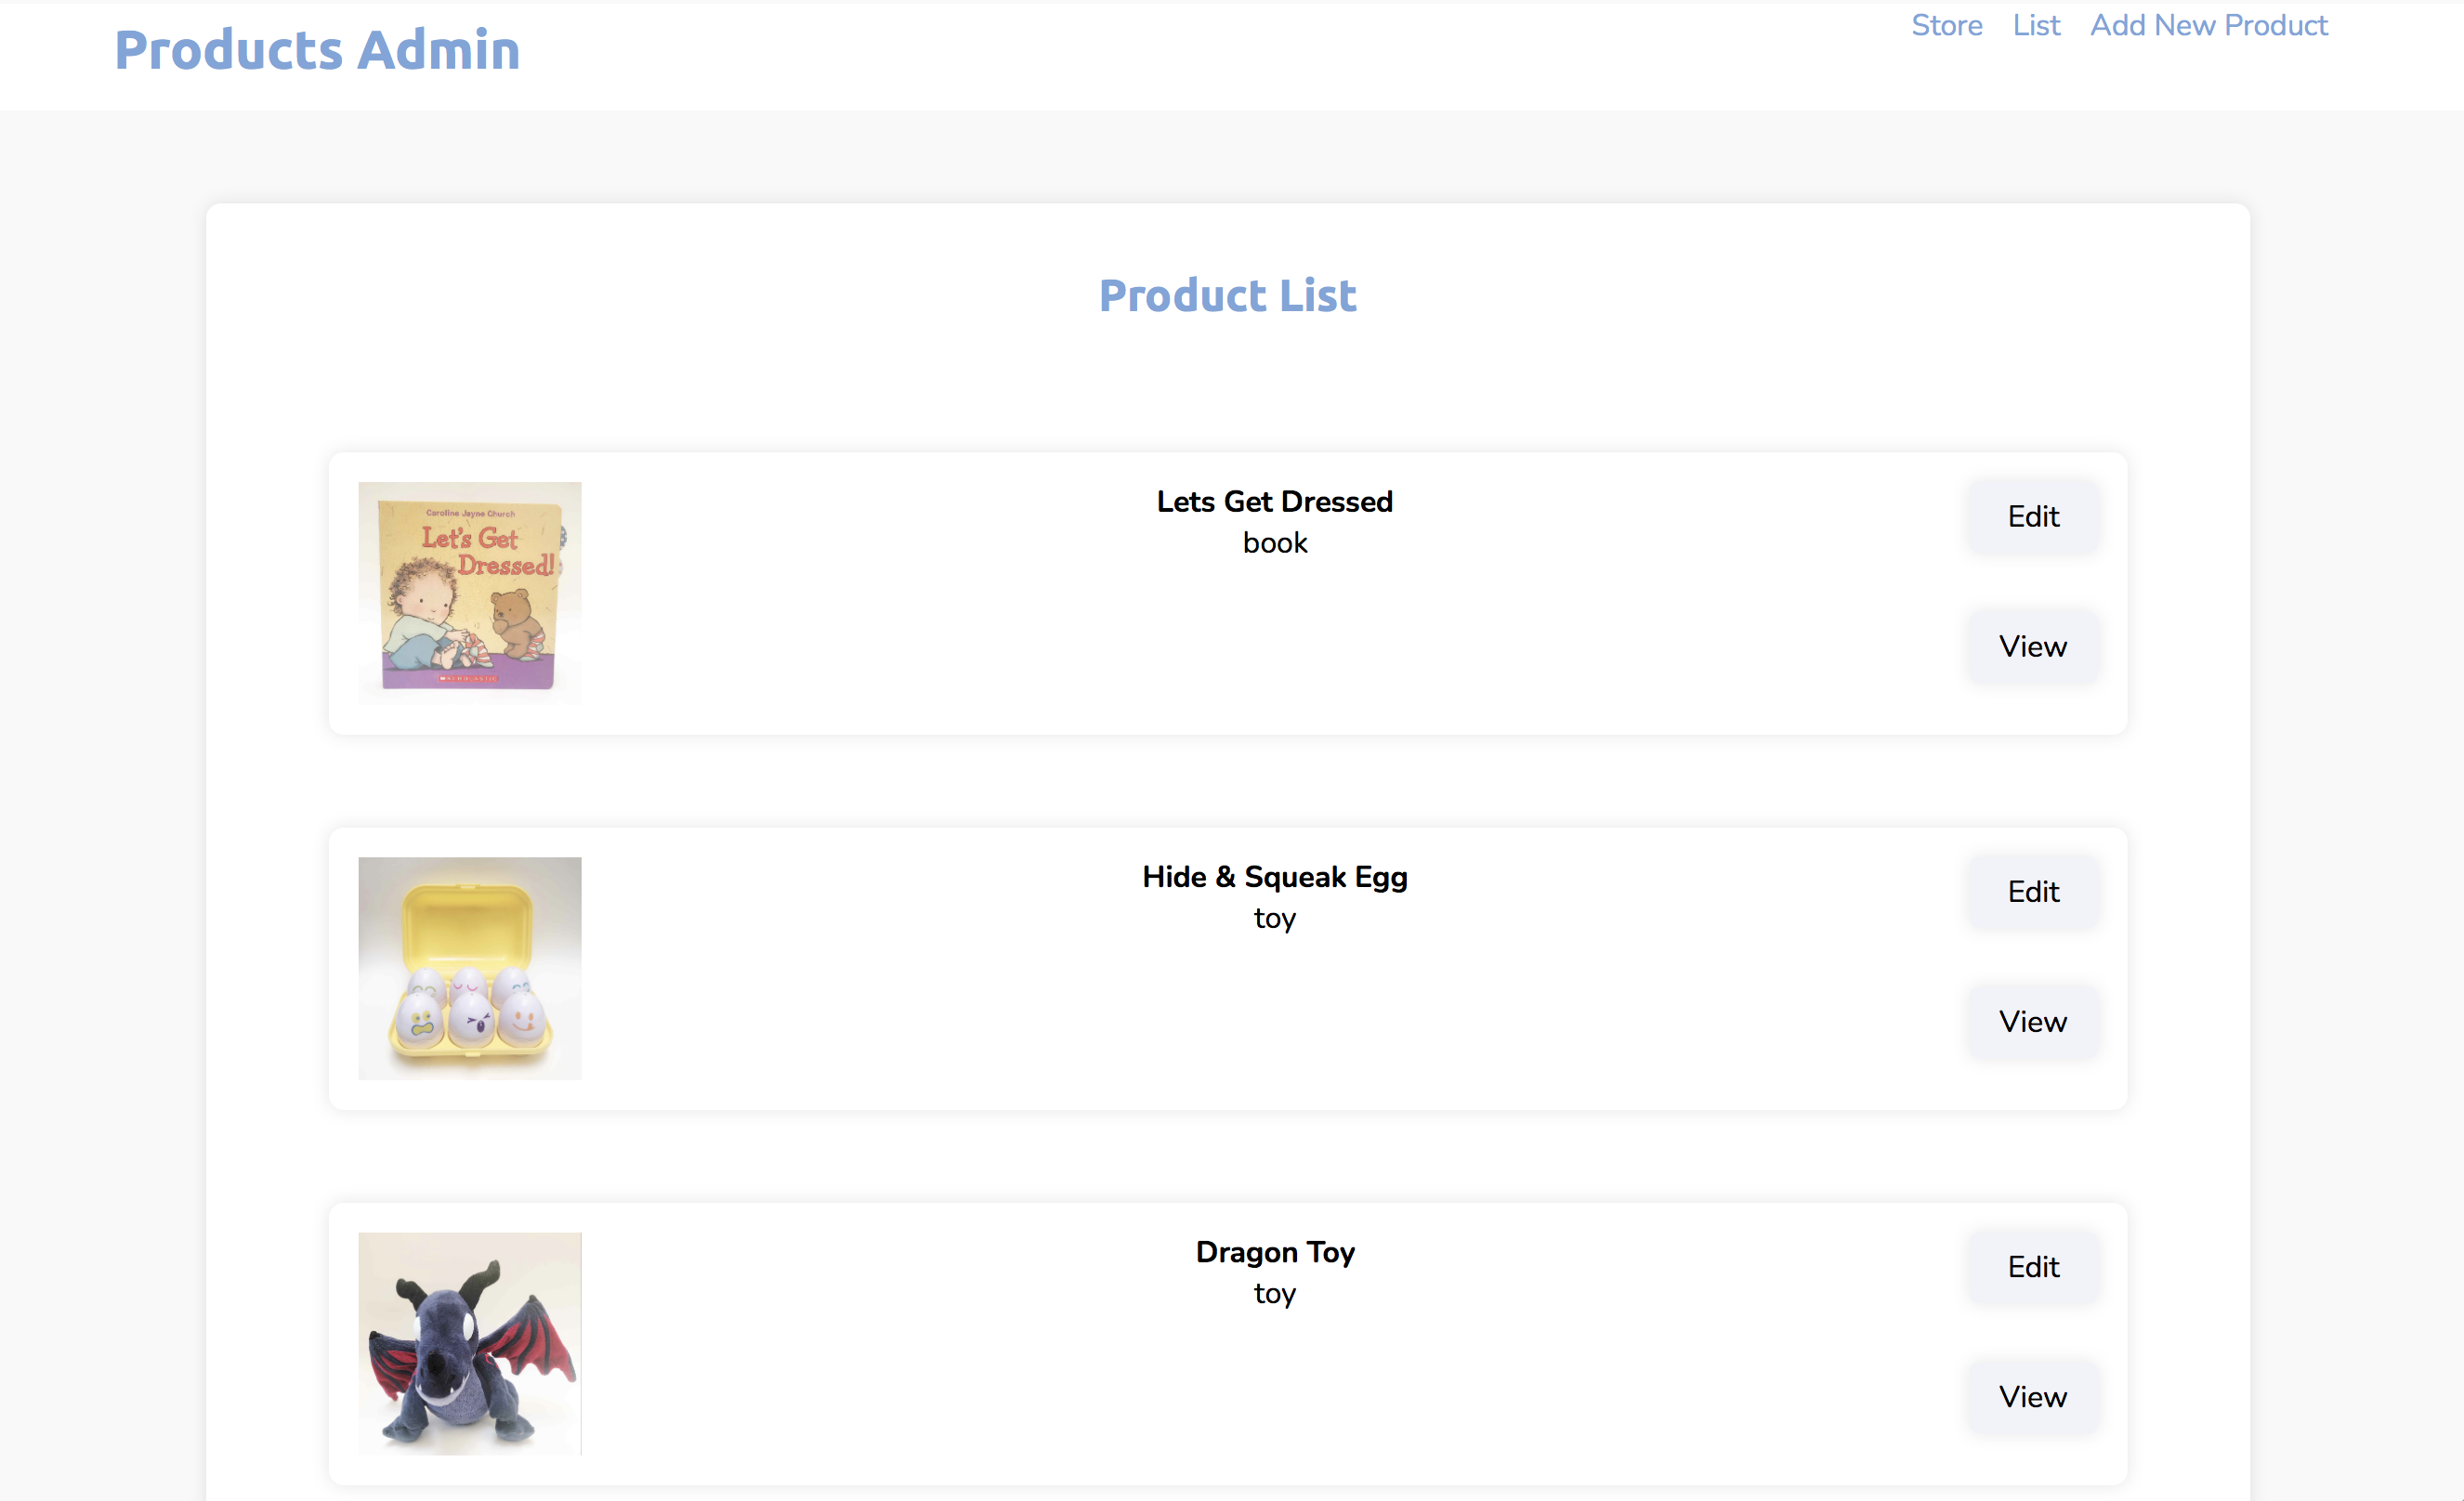 Products Admin
Store List Add New Product
Product List
Caroline Jayne Church
Let's Get
Dressed!
SCHOLASTIC
Lets Get Dressed
book
Edit
View
Hide & Squeak Egg
toy
Edit
View
Dragon Toy
toy
Edit
View